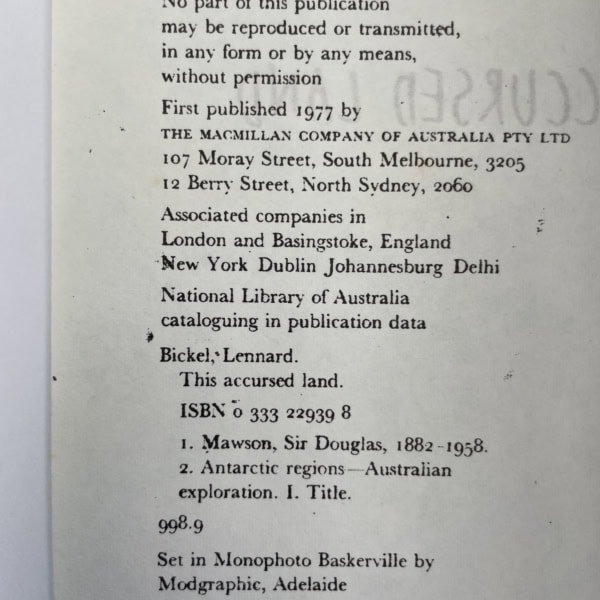 No part of this publication
may be reproduced or transmitted,
in any form or by any means,
without permission
First published 1977 by
THE MACMILLAN COMPANY OF AUSTRALIA PTY LTD
107 Moray Street, South Melbourne, 3205
12 Berry Street, North Sydney, 2060
Associated companies in
London and Basingstoke, England
New York Dublin Johannesburg Delhi
National Library of Australia
cataloguing in publication data
Bickel, Lennard.
This accursed land.
ISBN 0 333 22939 8
1. Mawson, Sir Douglas, 1882-1958.
2. Antarctic regions—Australian
exploration. I. Title.
998.9
Set in Monophoto Baskerville by
Modgraphic, Adelaide